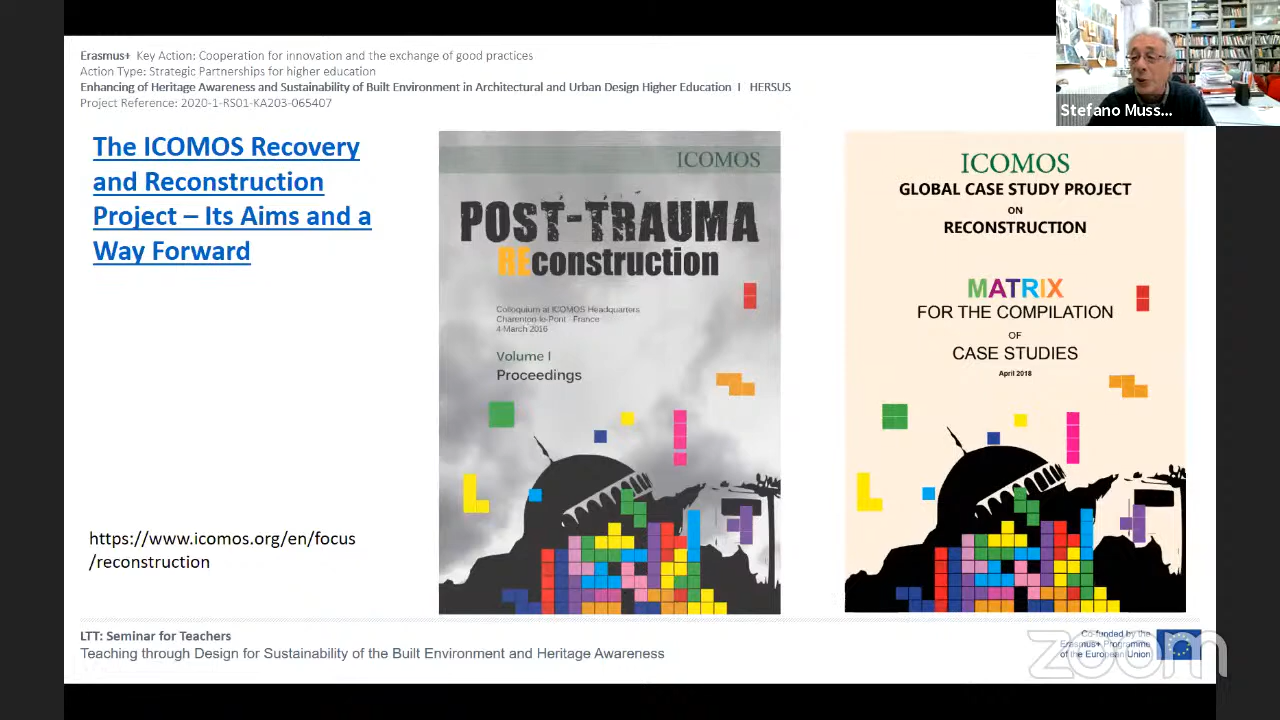 Erasmus+ Key Action: Cooperation for innovation and the exchange of good practices
Action Type: Strategic Partnerships for higher education
Enhancing of Heritage Awareness and Sustainability of Built Environment in Architectural and Urban Design Higher Education I HERSUS
Project Reference: 2020-1-RS01-KA203-065407
Stefano Muss...
The ICOMOS Recovery
and Reconstruction
Project – Its Aims and a
Way Forward
https://www.icomos.org/en/focus
/reconstruction
ICOMOS
POST-TRAUMA
REconstruction
Colloquium at ICOMOS Headquarters
Charenton-le-Pont - France
4 March 2016
Volume I
Proceedings
ICOMOS
GLOBAL CASE STUDY PROJECT
ON
RECONSTRUCTION
MATRIX
FOR THE COMPILATION
OF
CASE STUDIES
April 2018
LTT: Seminar for Teachers
Teaching through Design for Sustainability of the Built Environment and Heritage Awareness
Co-funded by the
Erasmus+ Programme
of the European Union
zoom